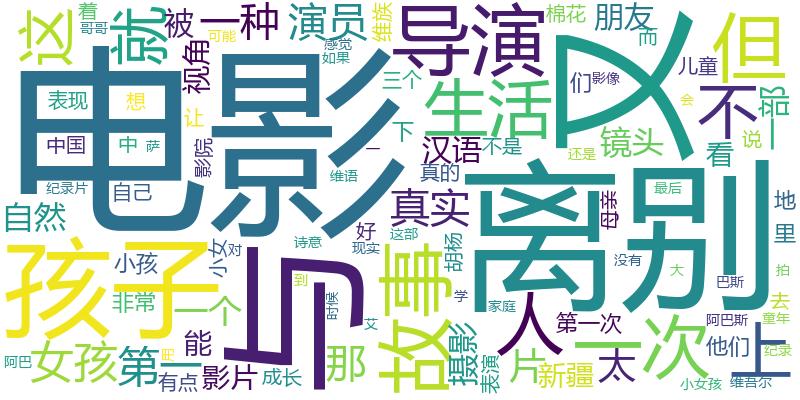 这
着
哥哥
就
被
一种
可能
演员
感觉
如果
维族
导演
棉花
朋友
而
们
影像
儿童
但
电影
视角
生活
又
不
一部
表现
想
让
三个
中国
中
萨
影院
一
下
汉语
不是
镜头
看
说
会
还是
纪录片
自己
维语
真的
离别
母亲
最后
自然
真实
地
里
孩子
小孩
小女
对
诗意
好
现实
这部
胡杨
没有
大
巴斯
拍
与
故事
到
时候
学
家庭
人
第一次
一次
阿巴斯
去
童年
非常
一个
艾
上
他们
纪录
阿巴
女孩
第一
能
那
摄影
有点
影片
成长
表演
片
新疆
太
小女孩
维吾尔